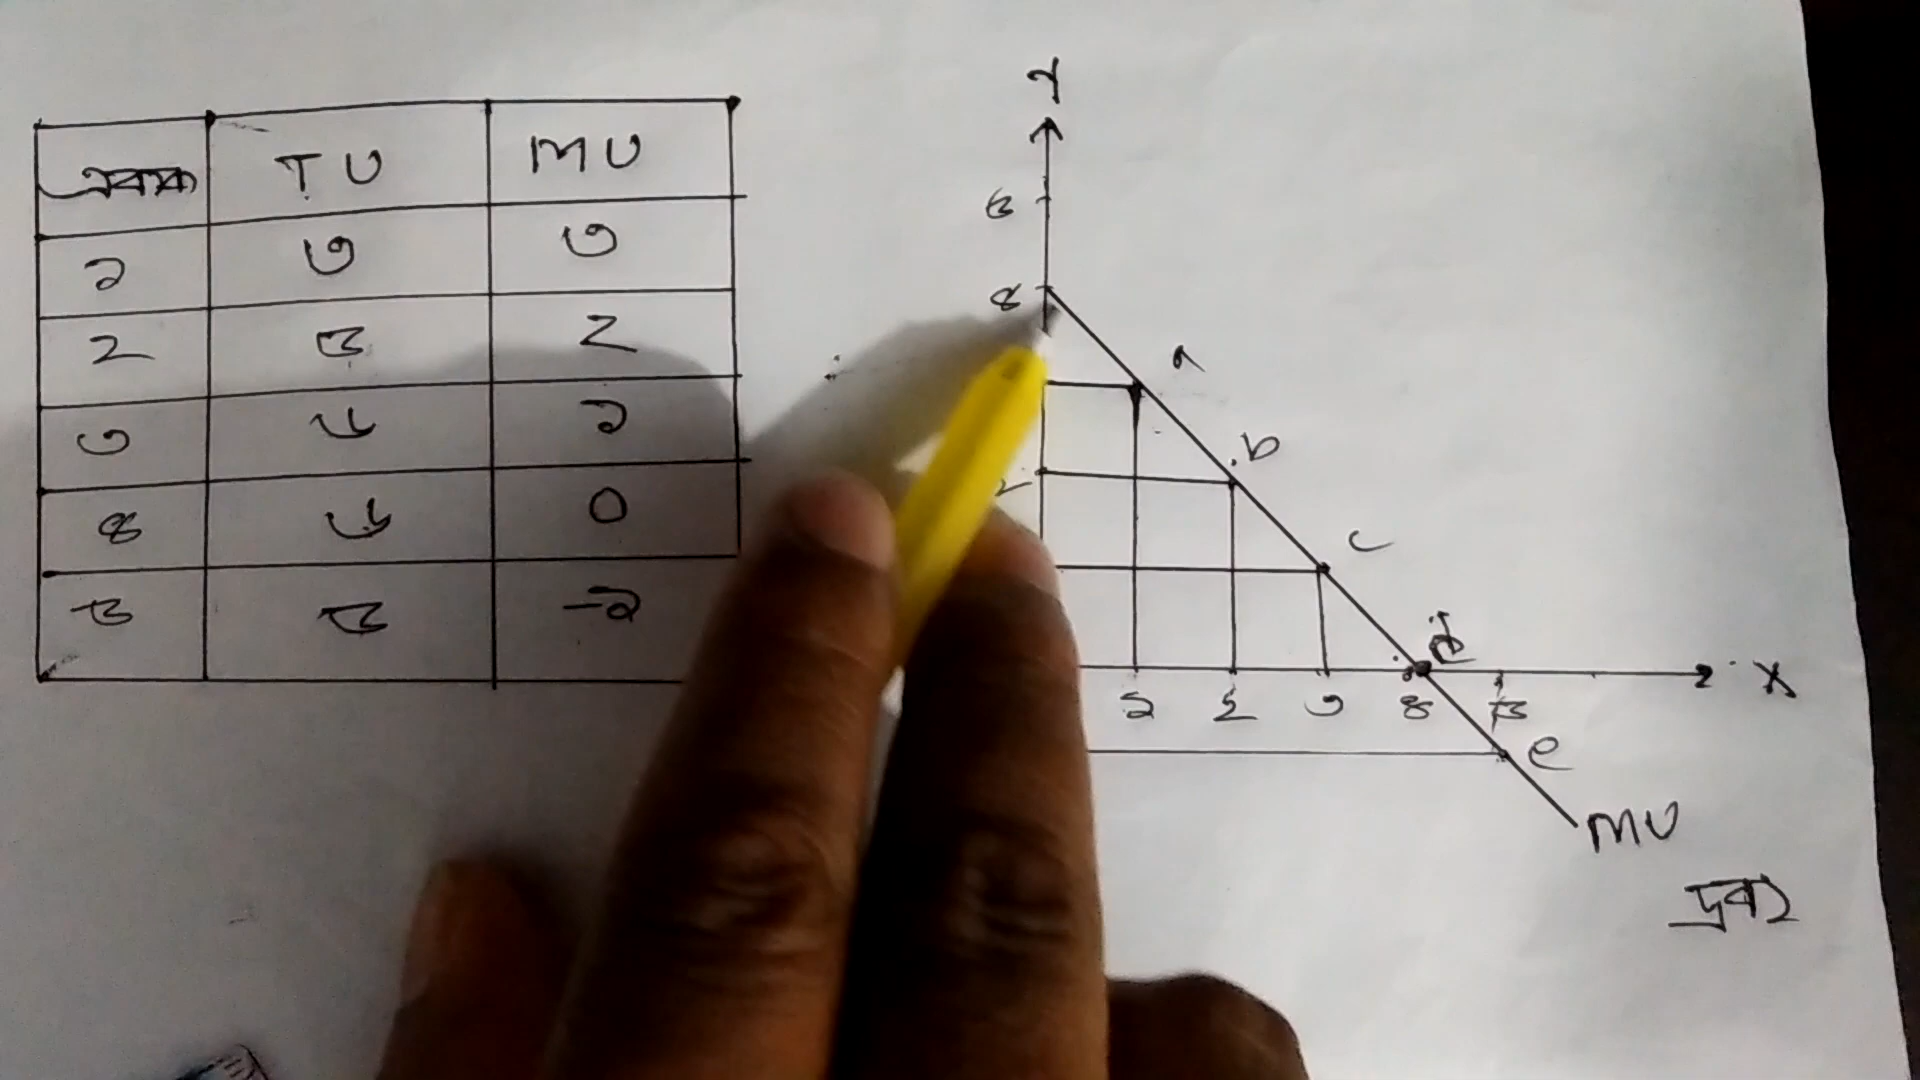 একক TU MU
১ ৩ ৩
২ ৫ ২
৩ ৬ ১
৪ ৬ 0
৫ ৫ -১
Y
৫
৪
a
b
২
c
d
X
১ ২ ৩ ৪ ৫
e
MU
দ্রব্য